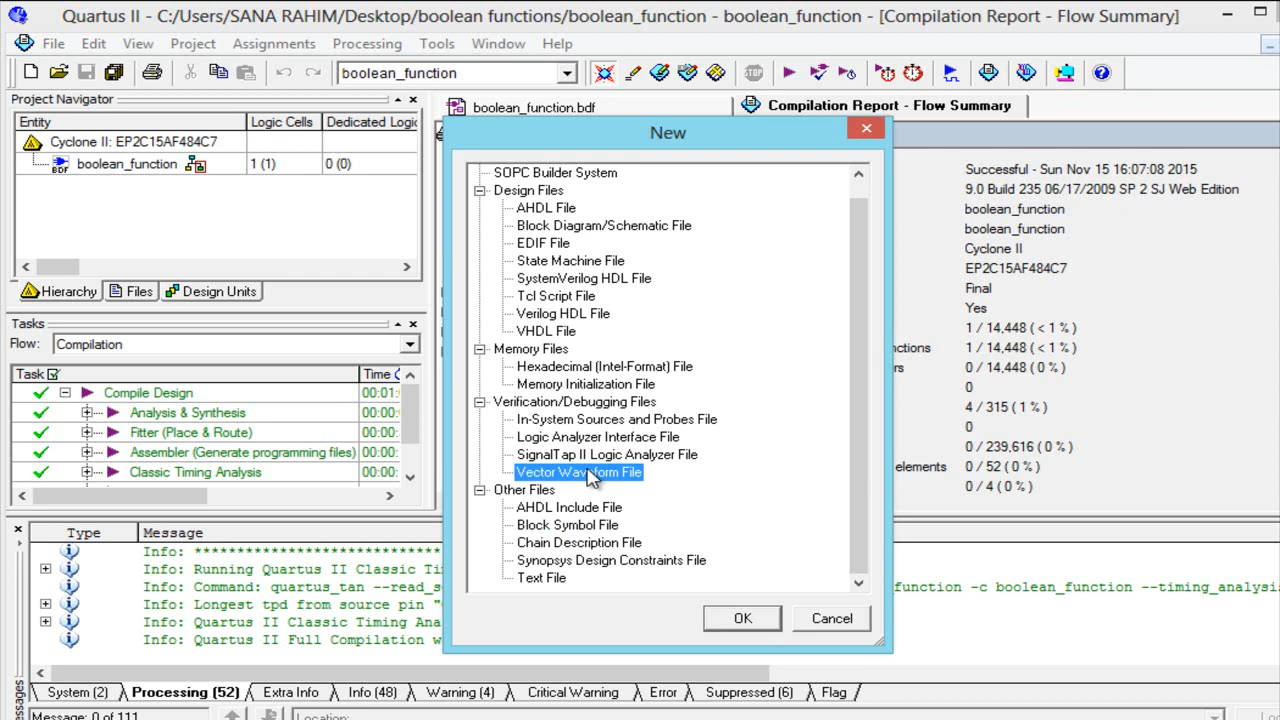 Quartus II - C:/Users/SANA RAHIM/Desktop/boolean functions/boolean_function - boolean_function - [Compilation Report - Flow Summary]
File Edit View Project Assignments Processing Tools Window Help
boolean_function
Project Navigator
Entity Logic Cells Dedicated Logic
Cyclone II: EP2C15AF484C7
boolean_function 1 (1) 0 (0)
Hierarchy Files Design Units
Tasks
Flow: Compilation
Task Time
Compile Design 00:01:
Analysis & Synthesis 00:00:
Fitter (Place & Route) 00:00:
Assembler (Generate programming files) 00:00:
Classic Timing Analysis 00:00:
boolean_function.bdf
Compilation Report - Flow Summary
New
SOPC Builder System
Design Files
AHDL File
Block Diagram/Schematic File
EDIF File
State Machine File
SystemVerilog HDL File
Tcl Script File
Verilog HDL File
VHDL File
Memory Files
Hexadecimal (Intel-Format) File
Memory Initialization File
Verification/Debugging Files
In-System Sources and Probes File
Logic Analyzer Interface File
SignalTap II Logic Analyzer File
Vector Waveform File
Other Files
AHDL Include File
Block Symbol File
Chain Description File
Synopsys Design Constraints File
Text File
OK Cancel
Successful - Sun Nov 15 16:07:08 2015
9.0 Build 235 06/17/2009 SP 2 SJ Web Edition
boolean_function
boolean_function
Cyclone II
EP2C15AF484C7
Final
Yes
1 / 14,448 ( < 1 % )
nctions 1 / 14,448 ( < 1 % )
rs 0 / 14,448 ( 0 % )
0
4 / 315 ( 1 % )
0
0 / 239,616 ( 0 % )
elements 0 / 52 ( 0 % )
0 / 4 ( 0 % )
Type Message
Info: *****************************
Info: Running Quartus II Classic Ti
Info: Command: quartus_tan --read_s function -c boolean_function --timing_analysis
Info: Longest tpd from source pin "
Info: Quartus II Classic Timing Ana
Info: Quartus II Full Compilation w
System (2) Processing (52) Extra Info Info (48) Warning (4) Critical Warning Error Suppressed (6) Flag
Messages
Message: 0 of 111 Location: